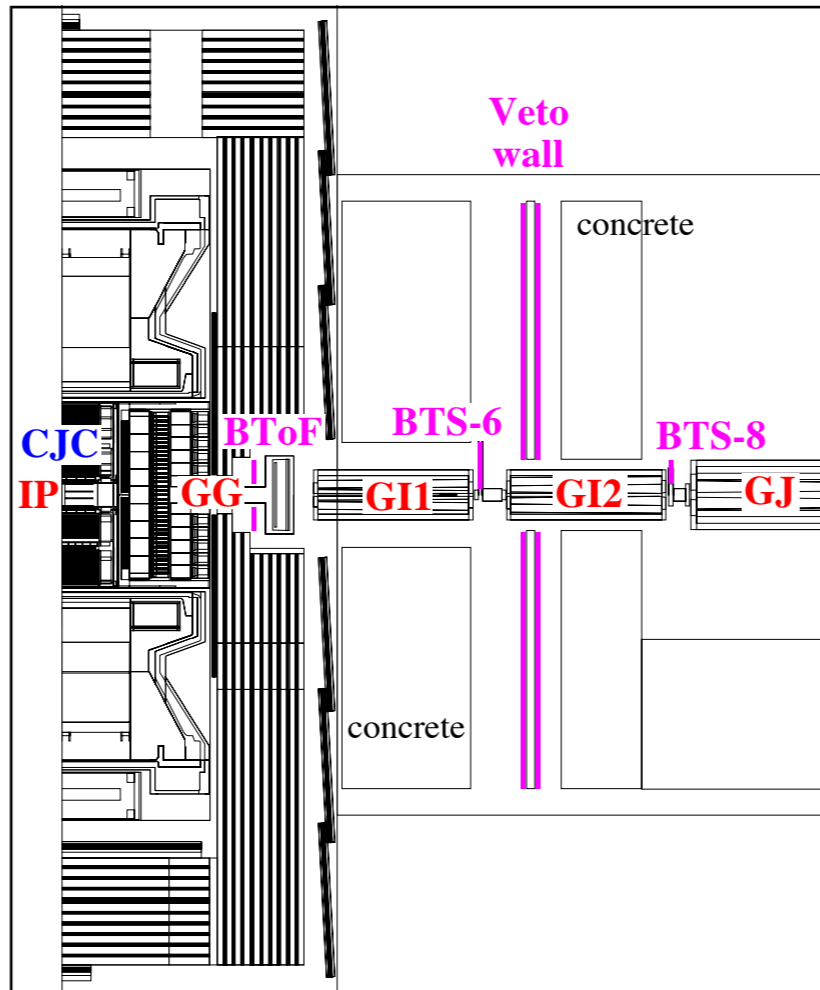 Veto
wall
concrete
BTS-6
BToF
CJC
BTS-8
IP
GG
GI1
GI2
GJ
concrete